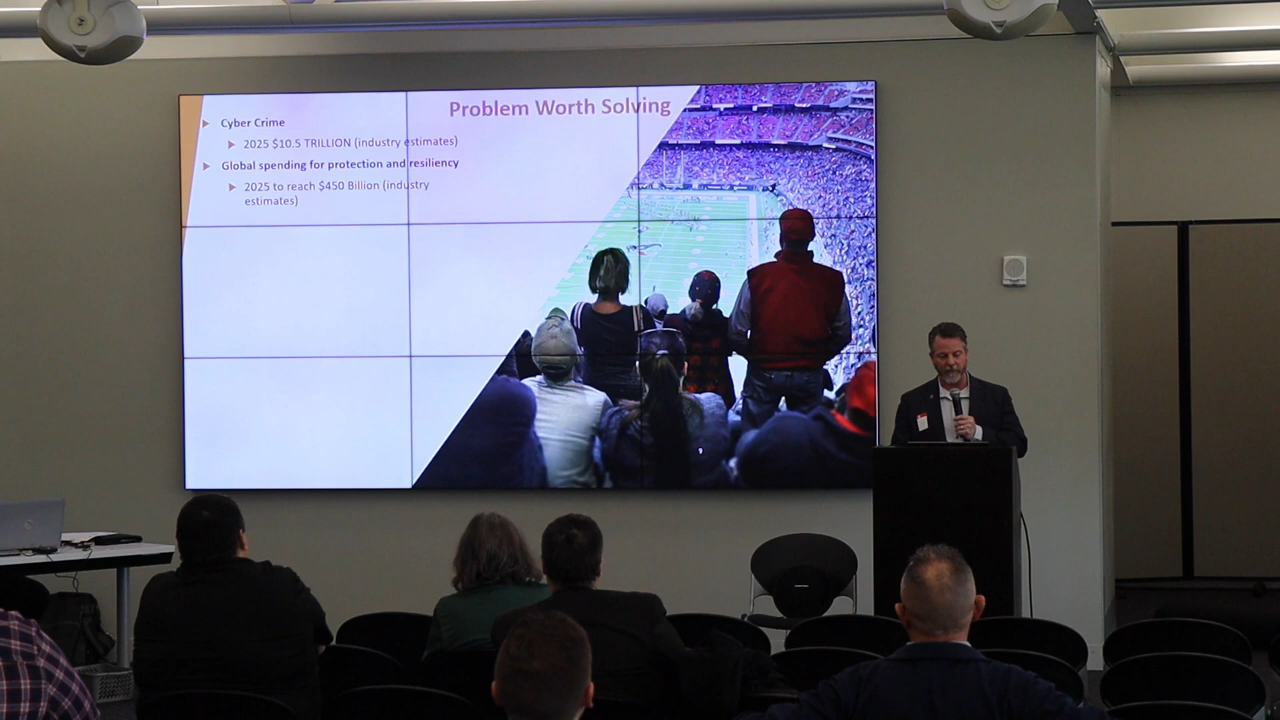 Problem Worth Solving
Cyber Crime
2025 $10.5 TRILLION (industry estimates)
Global spending for protection and resiliency
2025 to reach $450 Billion (industry
estimates)